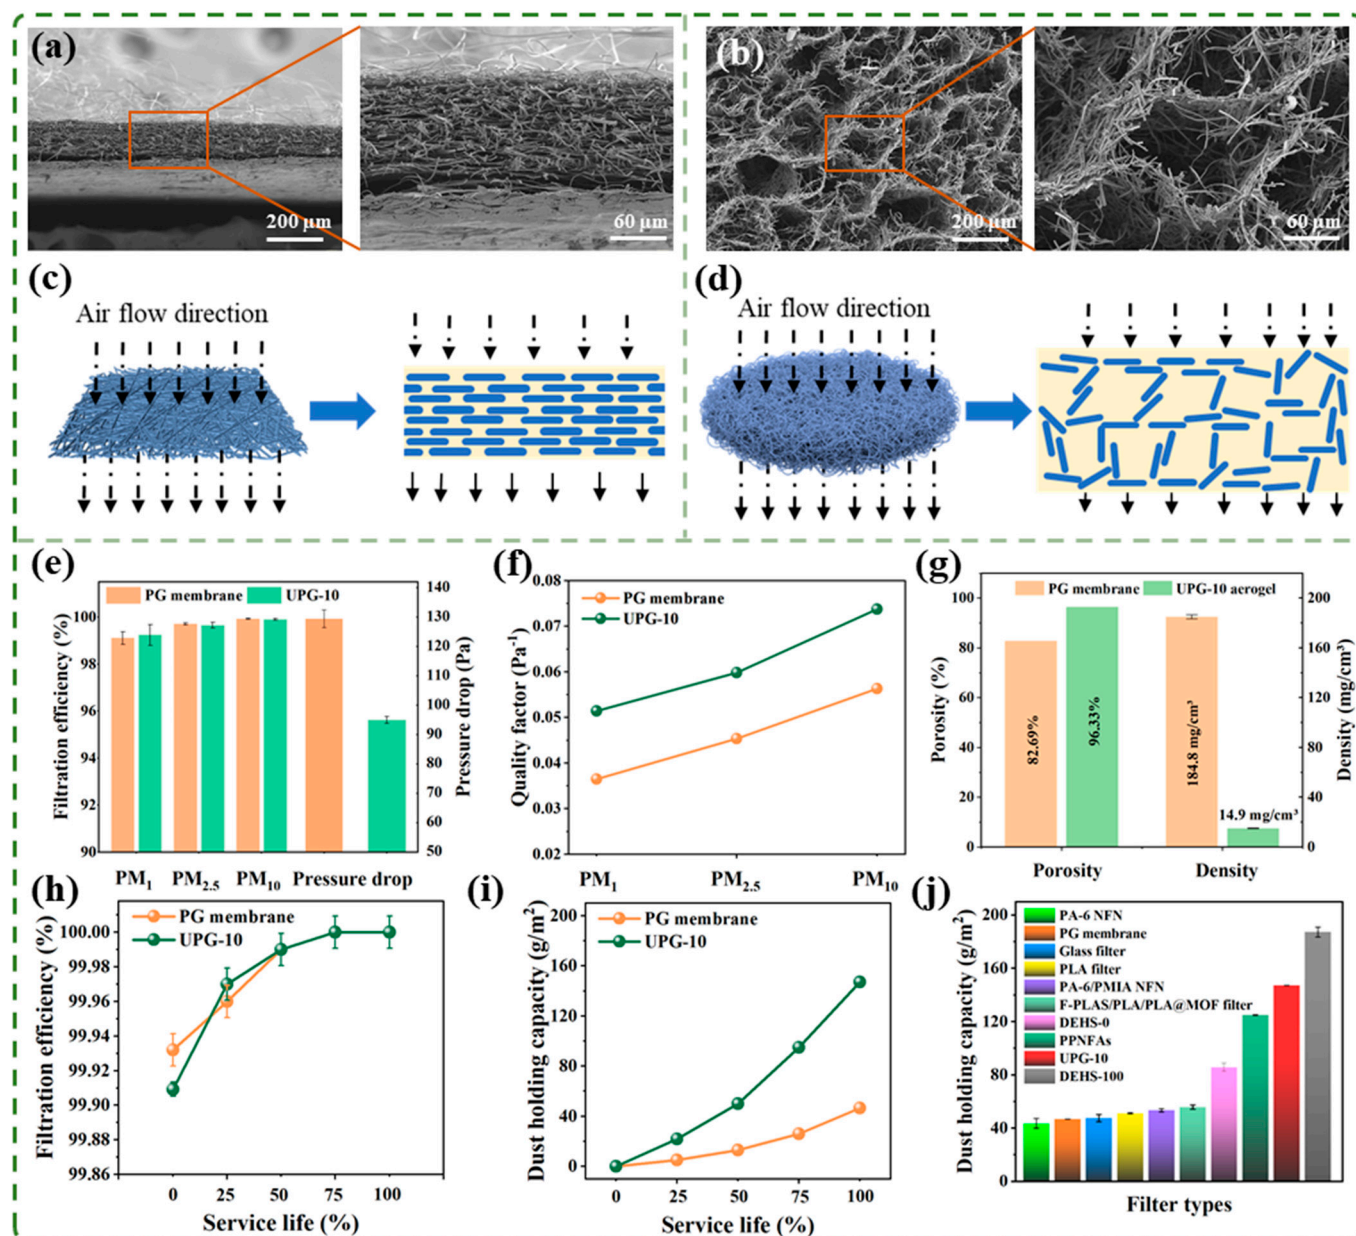 (a)
200 μm
60 μm
(b)
200 μm
60 μm
(c)
Air flow direction
(d)
Air flow direction
(e)
PG membrane
UPG-10
Filtration efficiency (%)
100
98
96
94
92
90
140
130
120
110
100
90
80
70
60
50
Pressure drop (Pa)
PM1
PM2.5
PM10
Pressure drop
(f)
PG membrane
UPG-10
Quality factor (Pa-1)
0.08
0.07
0.06
0.05
0.04
0.03
0.02
PM1
PM2.5
PM10
(g)
PG membrane
UPG-10 aerogel
Porosity (%)
100
80
60
40
20
0
82.69%
96.33%
184.8 mg/cm³
14.9 mg/cm³
200
160
120
80
40
0
Density (mg/cm³)
Porosity
Density
(h)
PG membrane
UPG-10
Filtration efficiency (%)
100.00
99.98
99.96
99.94
99.92
99.90
99.88
99.86
0
25
50
75
100
Service life (%)
(i)
PG membrane
UPG-10
Dust holding capacity (g/m2)
200
160
120
80
40
0
0
25
50
75
100
Service life (%)
(j)
PA-6 NFN
PG membrane
Glass filter
PLA filter
PA-6/PMIA NFN
F-PLAS/PLA/PLA@MOF filter
DEHS-0
PPNFAs
UPG-10
DEHS-100
Dust holding capacity (g/m2)
200
160
120
80
40
0
Filter types